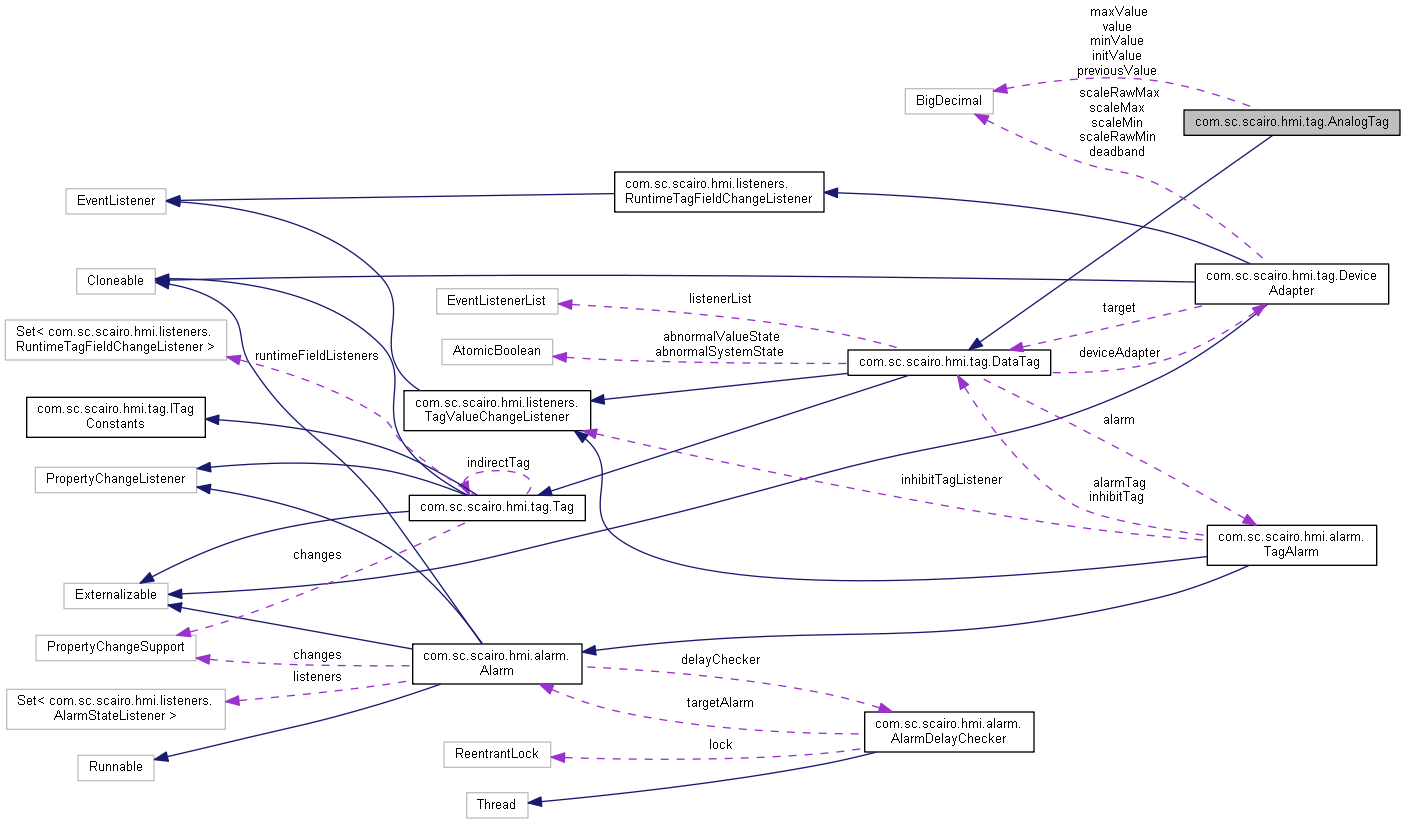 maxValue
value
minValue
initValue
previousValue
BigDecimal
scaleRawMax
scaleMax
scaleMin
scaleRawMin
deadband
com.sc.scairo.hmi.tag.AnalogTag
EventListener
com.sc.scairo.hmi.listeners.
RuntimeTagFieldChangeListener
Cloneable
com.sc.scairo.hmi.tag.Device
Adapter
EventListenerList
listenerList
target
Set< com.sc.scairo.hmi.listeners.
RuntimeTagFieldChangeListener >
runtimeFieldListeners
AtomicBoolean
abnormalValueState
abnormalSystemState
com.sc.scairo.hmi.tag.DataTag
deviceAdapter
com.sc.scairo.hmi.tag.ITag
Constants
com.sc.scairo.hmi.listeners.
TagValueChangeListener
alarm
PropertyChangeListener
indirectTag
com.sc.scairo.hmi.tag.Tag
inhibitTagListener
alarmTag
inhibitTag
com.sc.scairo.hmi.alarm.
TagAlarm
changes
Externalizable
PropertyChangeSupport
changes
listeners
com.sc.scairo.hmi.alarm.
Alarm
delayChecker
Set< com.sc.scairo.hmi.listeners.
AlarmStateListener >
targetAlarm
com.sc.scairo.hmi.alarm.
AlarmDelayChecker
ReentrantLock
lock
Runnable
Thread